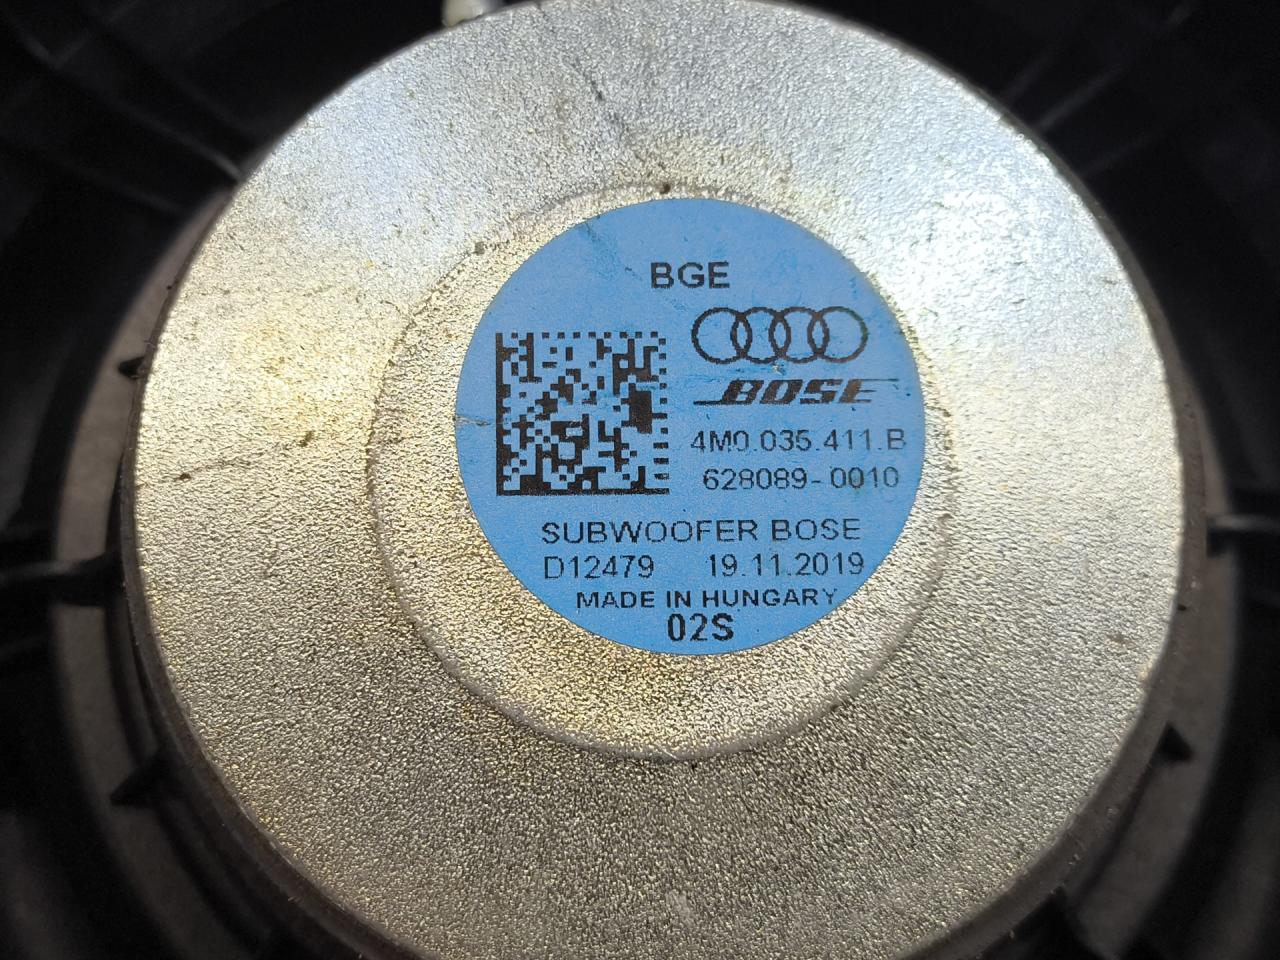 BGE
BOSE
4M0.035.411.B
628089-0010
SUBWOOFER BOSE
D12479 19.11.2019
MADE IN HUNGARY
02S